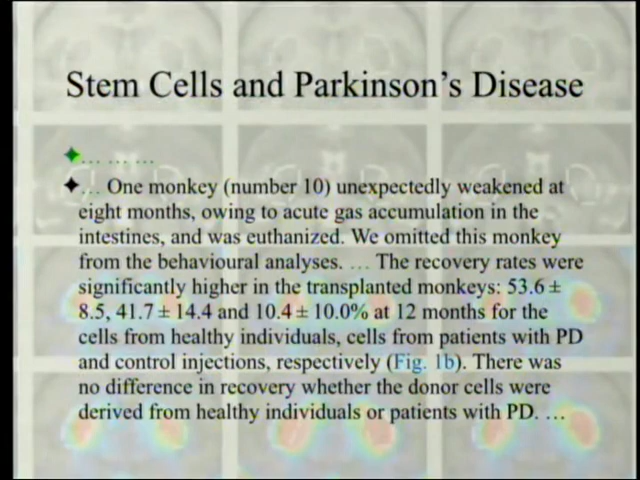 Stem Cells and Parkinson's Disease
… … …
… One monkey (number 10) unexpectedly weakened at
eight months, owing to acute gas accumulation in the
intestines, and was euthanized. We omitted this monkey
from the behavioural analyses. … The recovery rates were
significantly higher in the transplanted monkeys: 53.6 ±
8.5, 41.7 ± 14.4 and 10.4 ± 10.0% at 12 months for the
cells from healthy individuals, cells from patients with PD
and control injections, respectively (Fig. 1b). There was
no difference in recovery whether the donor cells were
derived from healthy individuals or patients with PD. …